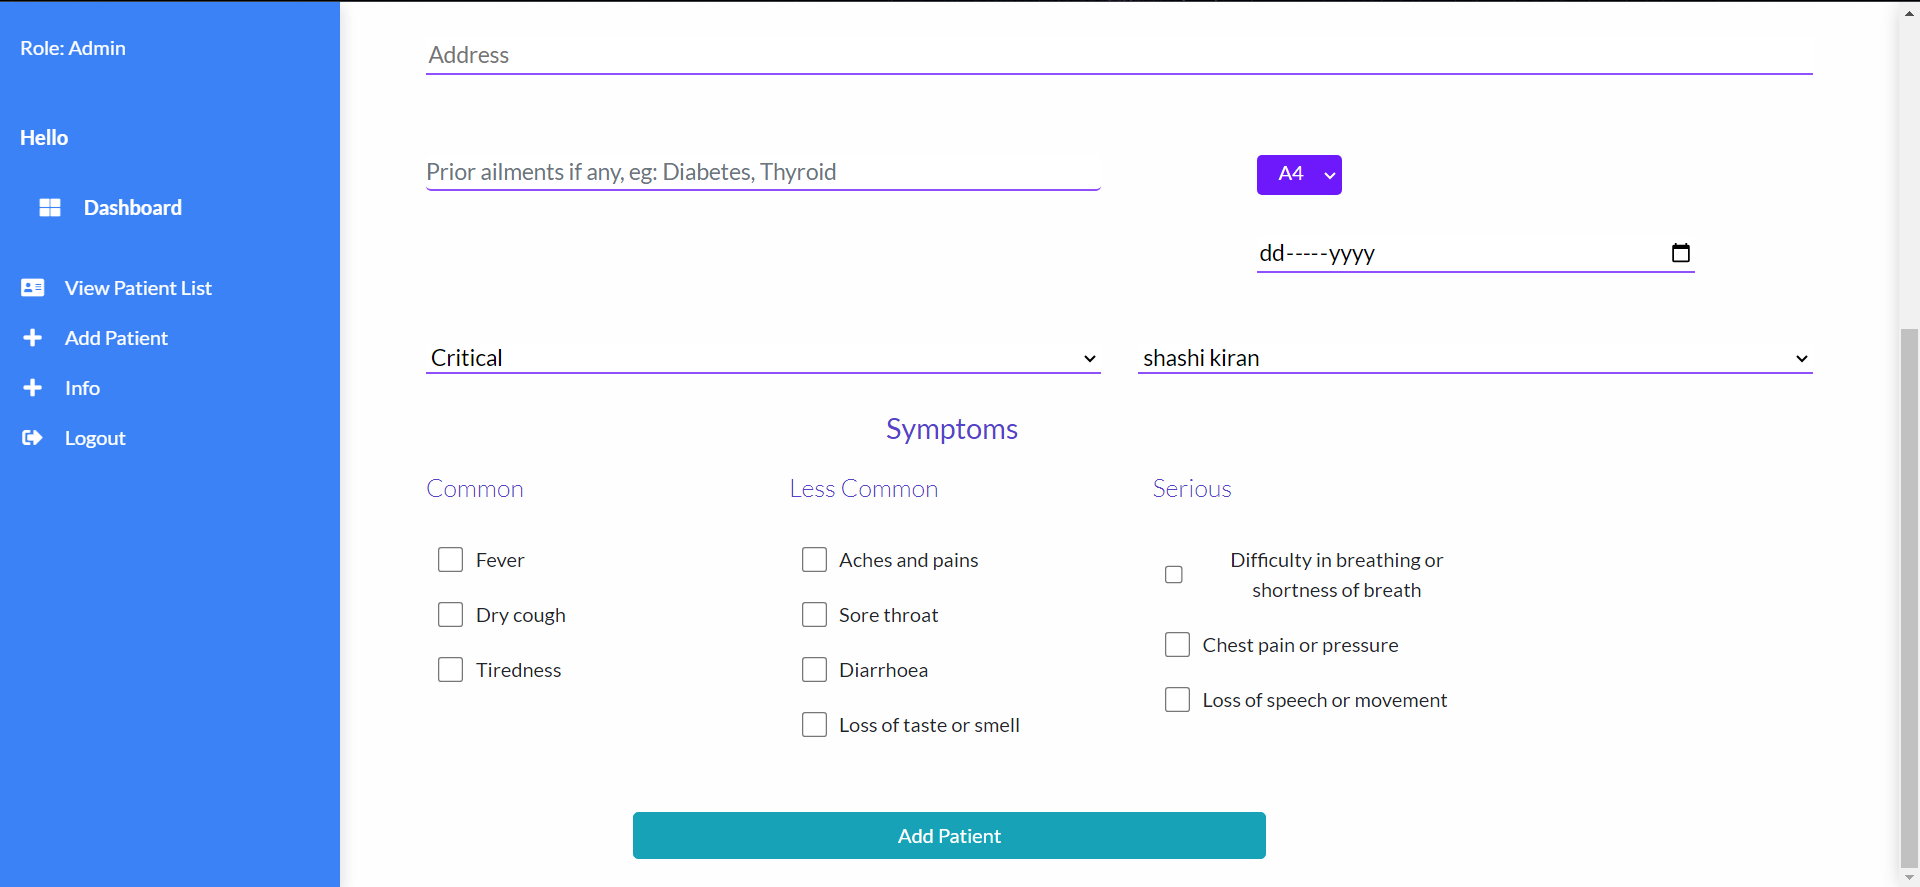 Role: Admin
Hello
Dashboard
View Patient List
Add Patient
Info
Logout
Address
Prior ailments if any, eg: Diabetes, Thyroid
A4
dd-----yyyy
Critical
shashi kiran
Symptoms
Common
Fever
Dry cough
Tiredness
Less Common
Aches and pains
Sore throat
Diarrhoea
Loss of taste or smell
Serious
Difficulty in breathing or
shortness of breath
Chest pain or pressure
Loss of speech or movement
Add Patient